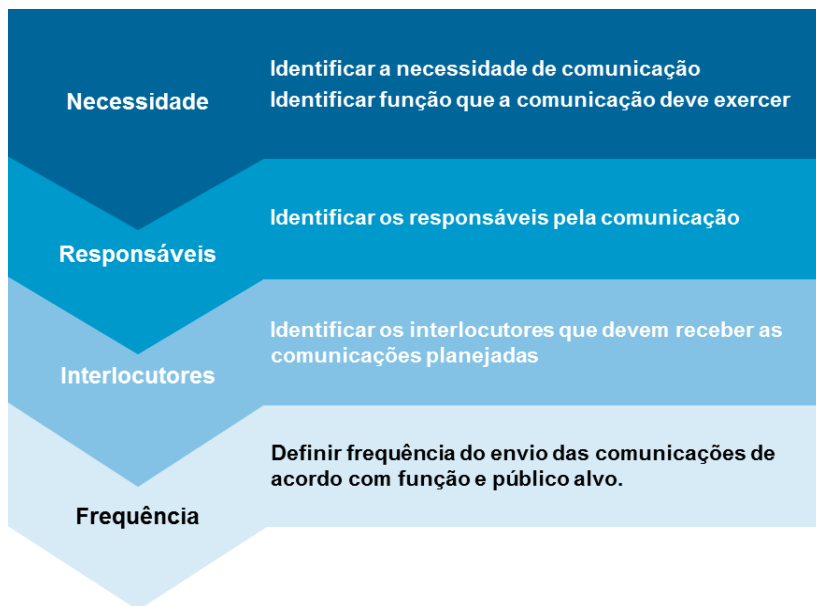 Necessidade
Identificar a necessidade de comunicação
Identificar função que a comunicação deve exercer
Responsáveis
Identificar os responsáveis pela comunicação
Interlocutores
Identificar os interlocutores que devem receber as
comunicações planejadas
Frequência
Definir frequência do envio das comunicações de
acordo com função e público alvo.